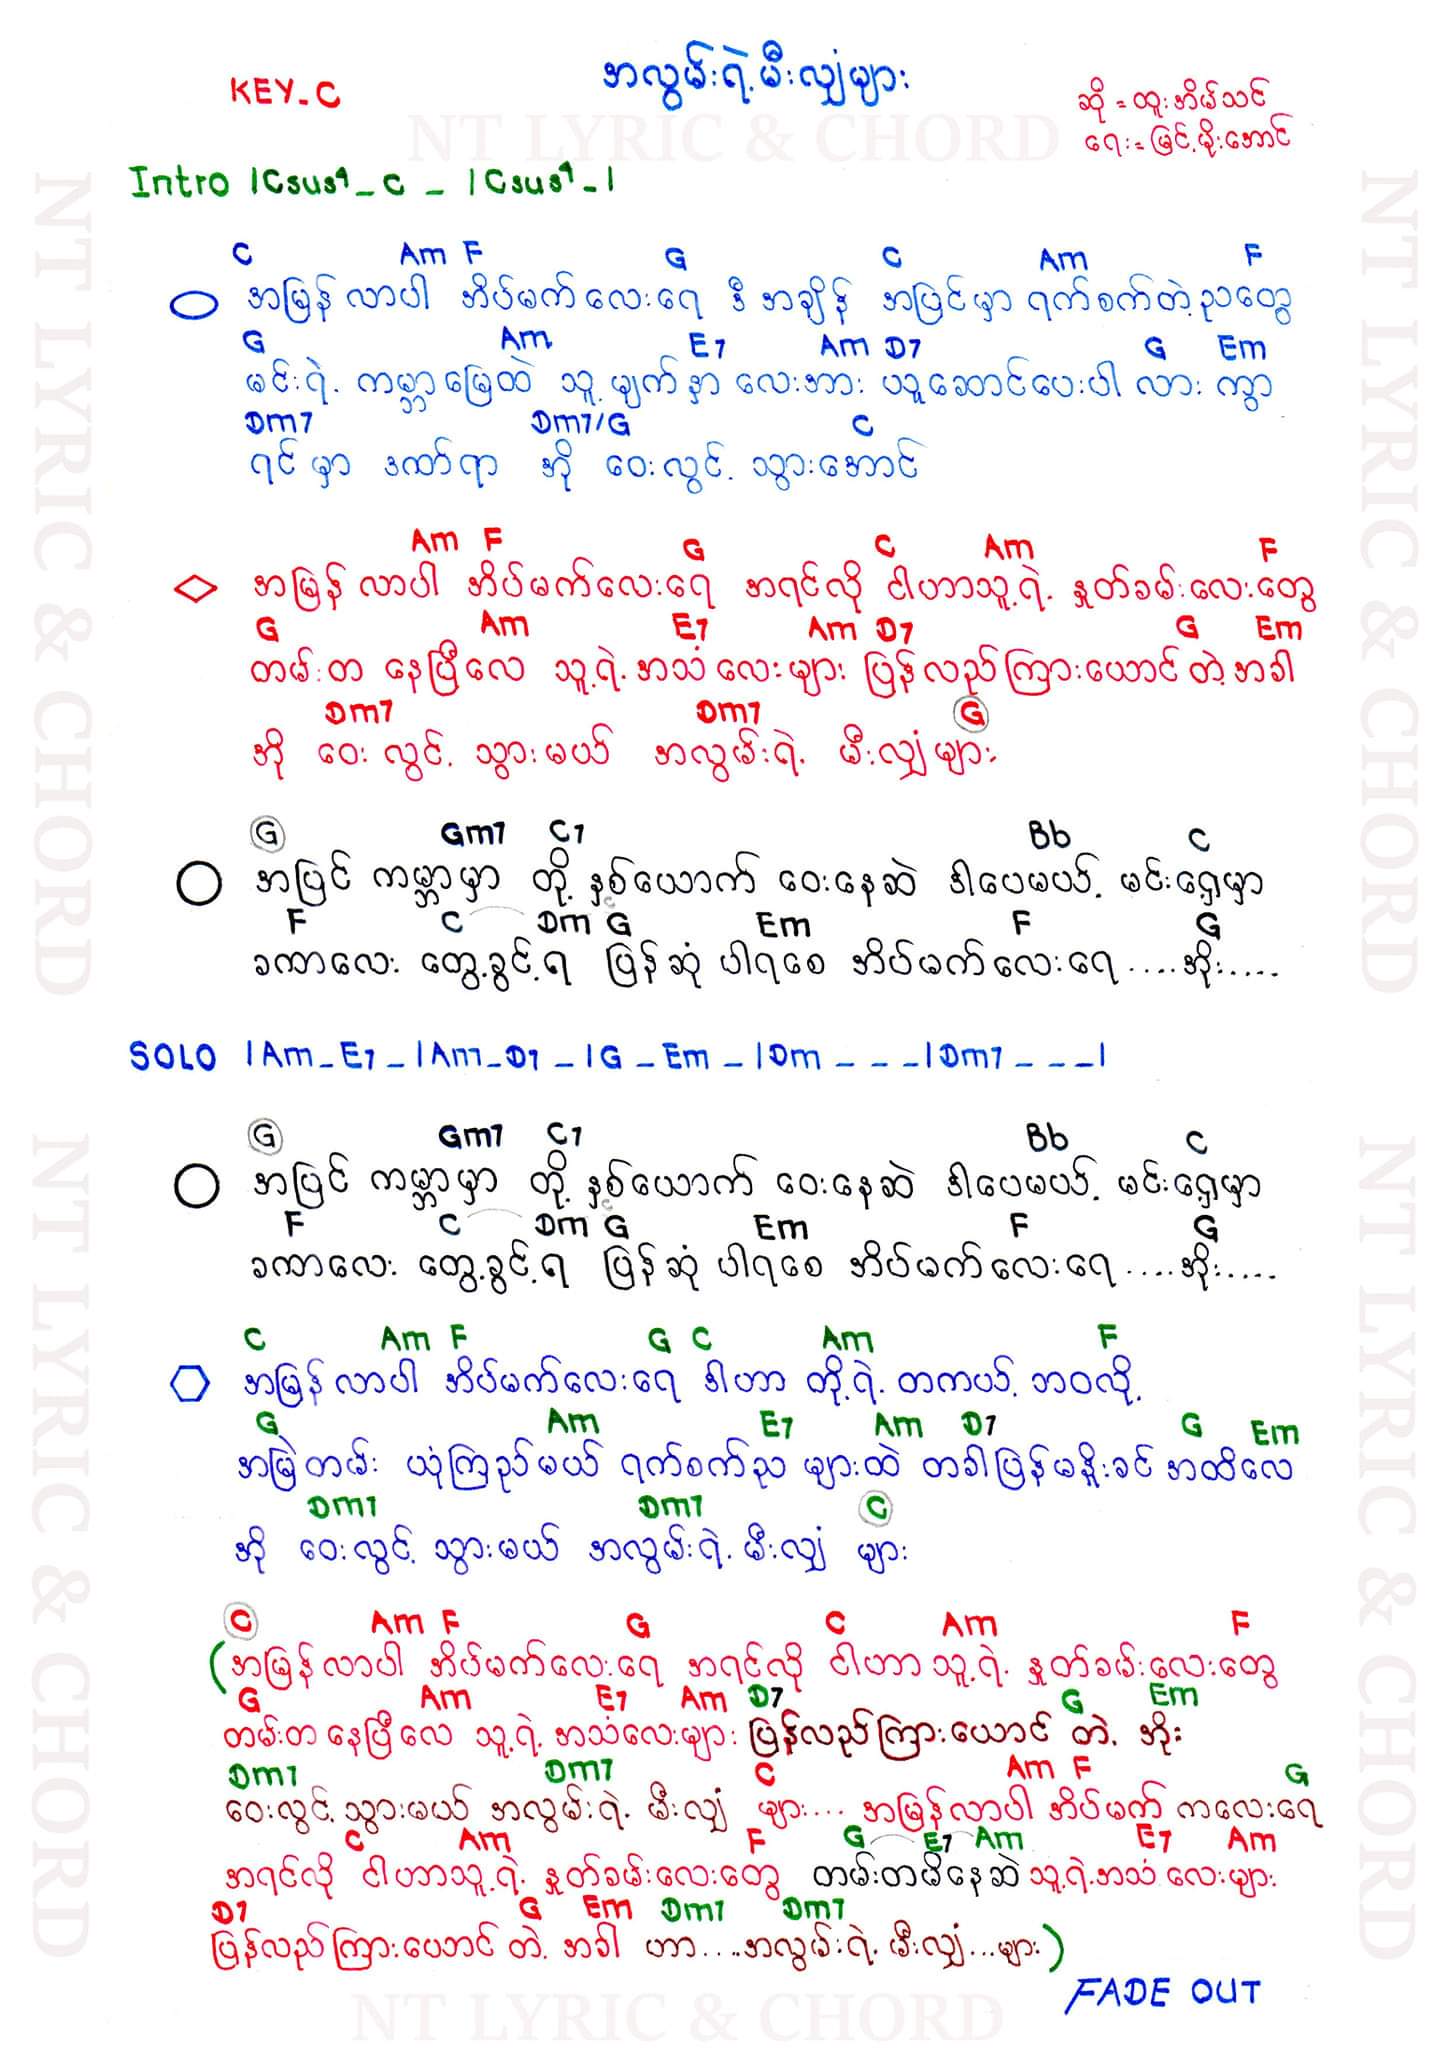 အလွမ်းရဲ့မီးလျှံများ
KEY-C
ဆို = ထူးအိမ်သင်
ရေး = မြင့်မိုးအောင်
NT LYRIC & CHORD
Intro |Csus4 - C - |Csus4 - |
C Am F G C Am F
အမြန်လာပါ အိပ်မက်လေးရေ ဒီအချိန် အပြင်မှာ ရက်စက်တဲ့ညတွေ
G Am E7 Am D7 G Em
မင်းရဲ့ ကမ္ဘာမြေထဲ သူ့မျက်နှာလေးအား ပယူဆောင်ပေးပါလား ကွာ
Dm7 Dm7/G C
ရင်မှာ ဒဏ်ရာ အို ဝေးလွင့် သွားအောင်
Am F G C Am F
အမြန်လာပါ အိပ်မက်လေးရေ အရင်လို ငါဟာသူ့ရဲ့ နှုတ်ခမ်းလေးတွေ
G Am E7 Am D7 G Em
တမ်းတ နေပြီလေ သူ့ရဲ့အသံလေးများ ပြန်လည်ကြားယောင်တဲ့အခါ
Dm7 Dm7 G
အို ဝေးလွင့် သွားမယ် အလွမ်းရဲ့ မီးလျှံများ
G Gm7 C7 Bb C
အပြင် ကမ္ဘာမှာ တို့ နှစ်ယောက် ဝေးနေဆဲ ဒါပေမယ့် မင်းရှေ့မှာ
F C Dm G Em F G
ခဏလေး တွေ့ခွင့်ရ ပြန်ဆုံပါရစေ အိပ်မက်လေးရေ ....အိုး....
SOLO |Am - E7 - |Am - D7 - |G - Em - |Dm - - - |Dm7 - - - |
G Gm7 C7 Bb C
အပြင် ကမ္ဘာမှာ တို့ နှစ်ယောက် ဝေးနေဆဲ ဒါပေမယ့် မင်းရှေ့မှာ
F C Dm G Em F G
ခဏလေး တွေ့ခွင့်ရ ပြန်ဆုံပါရစေ အိပ်မက်လေးရေ ....အိုး....
C Am F G C Am F
အမြန်လာပါ အိပ်မက်လေးရေ ဒါဟာ တို့ရဲ့ တကယ့် ဘဝလို့
G Am E7 Am D7 G Em
အမြဲတမ်း ယုံကြည်မယ် ရက်စက်ည များထဲ တခါပြန်မနိုးခင် အထိလေ
Dm7 Dm7 C
အို ဝေးလွင့် သွားမယ် အလွမ်းရဲ့ မီးလျှံ များ
C Am F G C Am F
(အမြန်လာပါ အိပ်မက်လေးရေ အရင်လို ငါဟာ သူ့ရဲ့ နှုတ်ခမ်းလေးတွေ
G Am E7 Am D7 G Em
တမ်းတ နေပြီလေ သူ့ရဲ့ အသံလေးများ ပြန်လည်ကြားယောင် တဲ့ အိုး
Dm7 Dm7 C Am F G
ဝေးလွင့် သွားမယ် အလွမ်းရဲ့ မီးလျှံ များ... အမြန်လာပါ အိပ်မက် ကလေးရေ
C Am F G E7 Am E7 Am
အရင်လို ငါဟာသူ့ရဲ့ နှုတ်ခမ်းလေးတွေ တမ်းတမိနေဆဲ သူ့ရဲ့အသံလေးများ
D7 G Em Dm7 Dm7
ပြန်လည်ကြားယောင် တဲ့ အခါ ဟာ....အလွမ်းရဲ့ မီးလျှံ...များ)
FADE OUT
NT LYRIC & CHORD
NT LYRIC & CHORD
NT LYRIC & CHORD
NT LYRIC & CHORD
NT LYRIC & CHORD